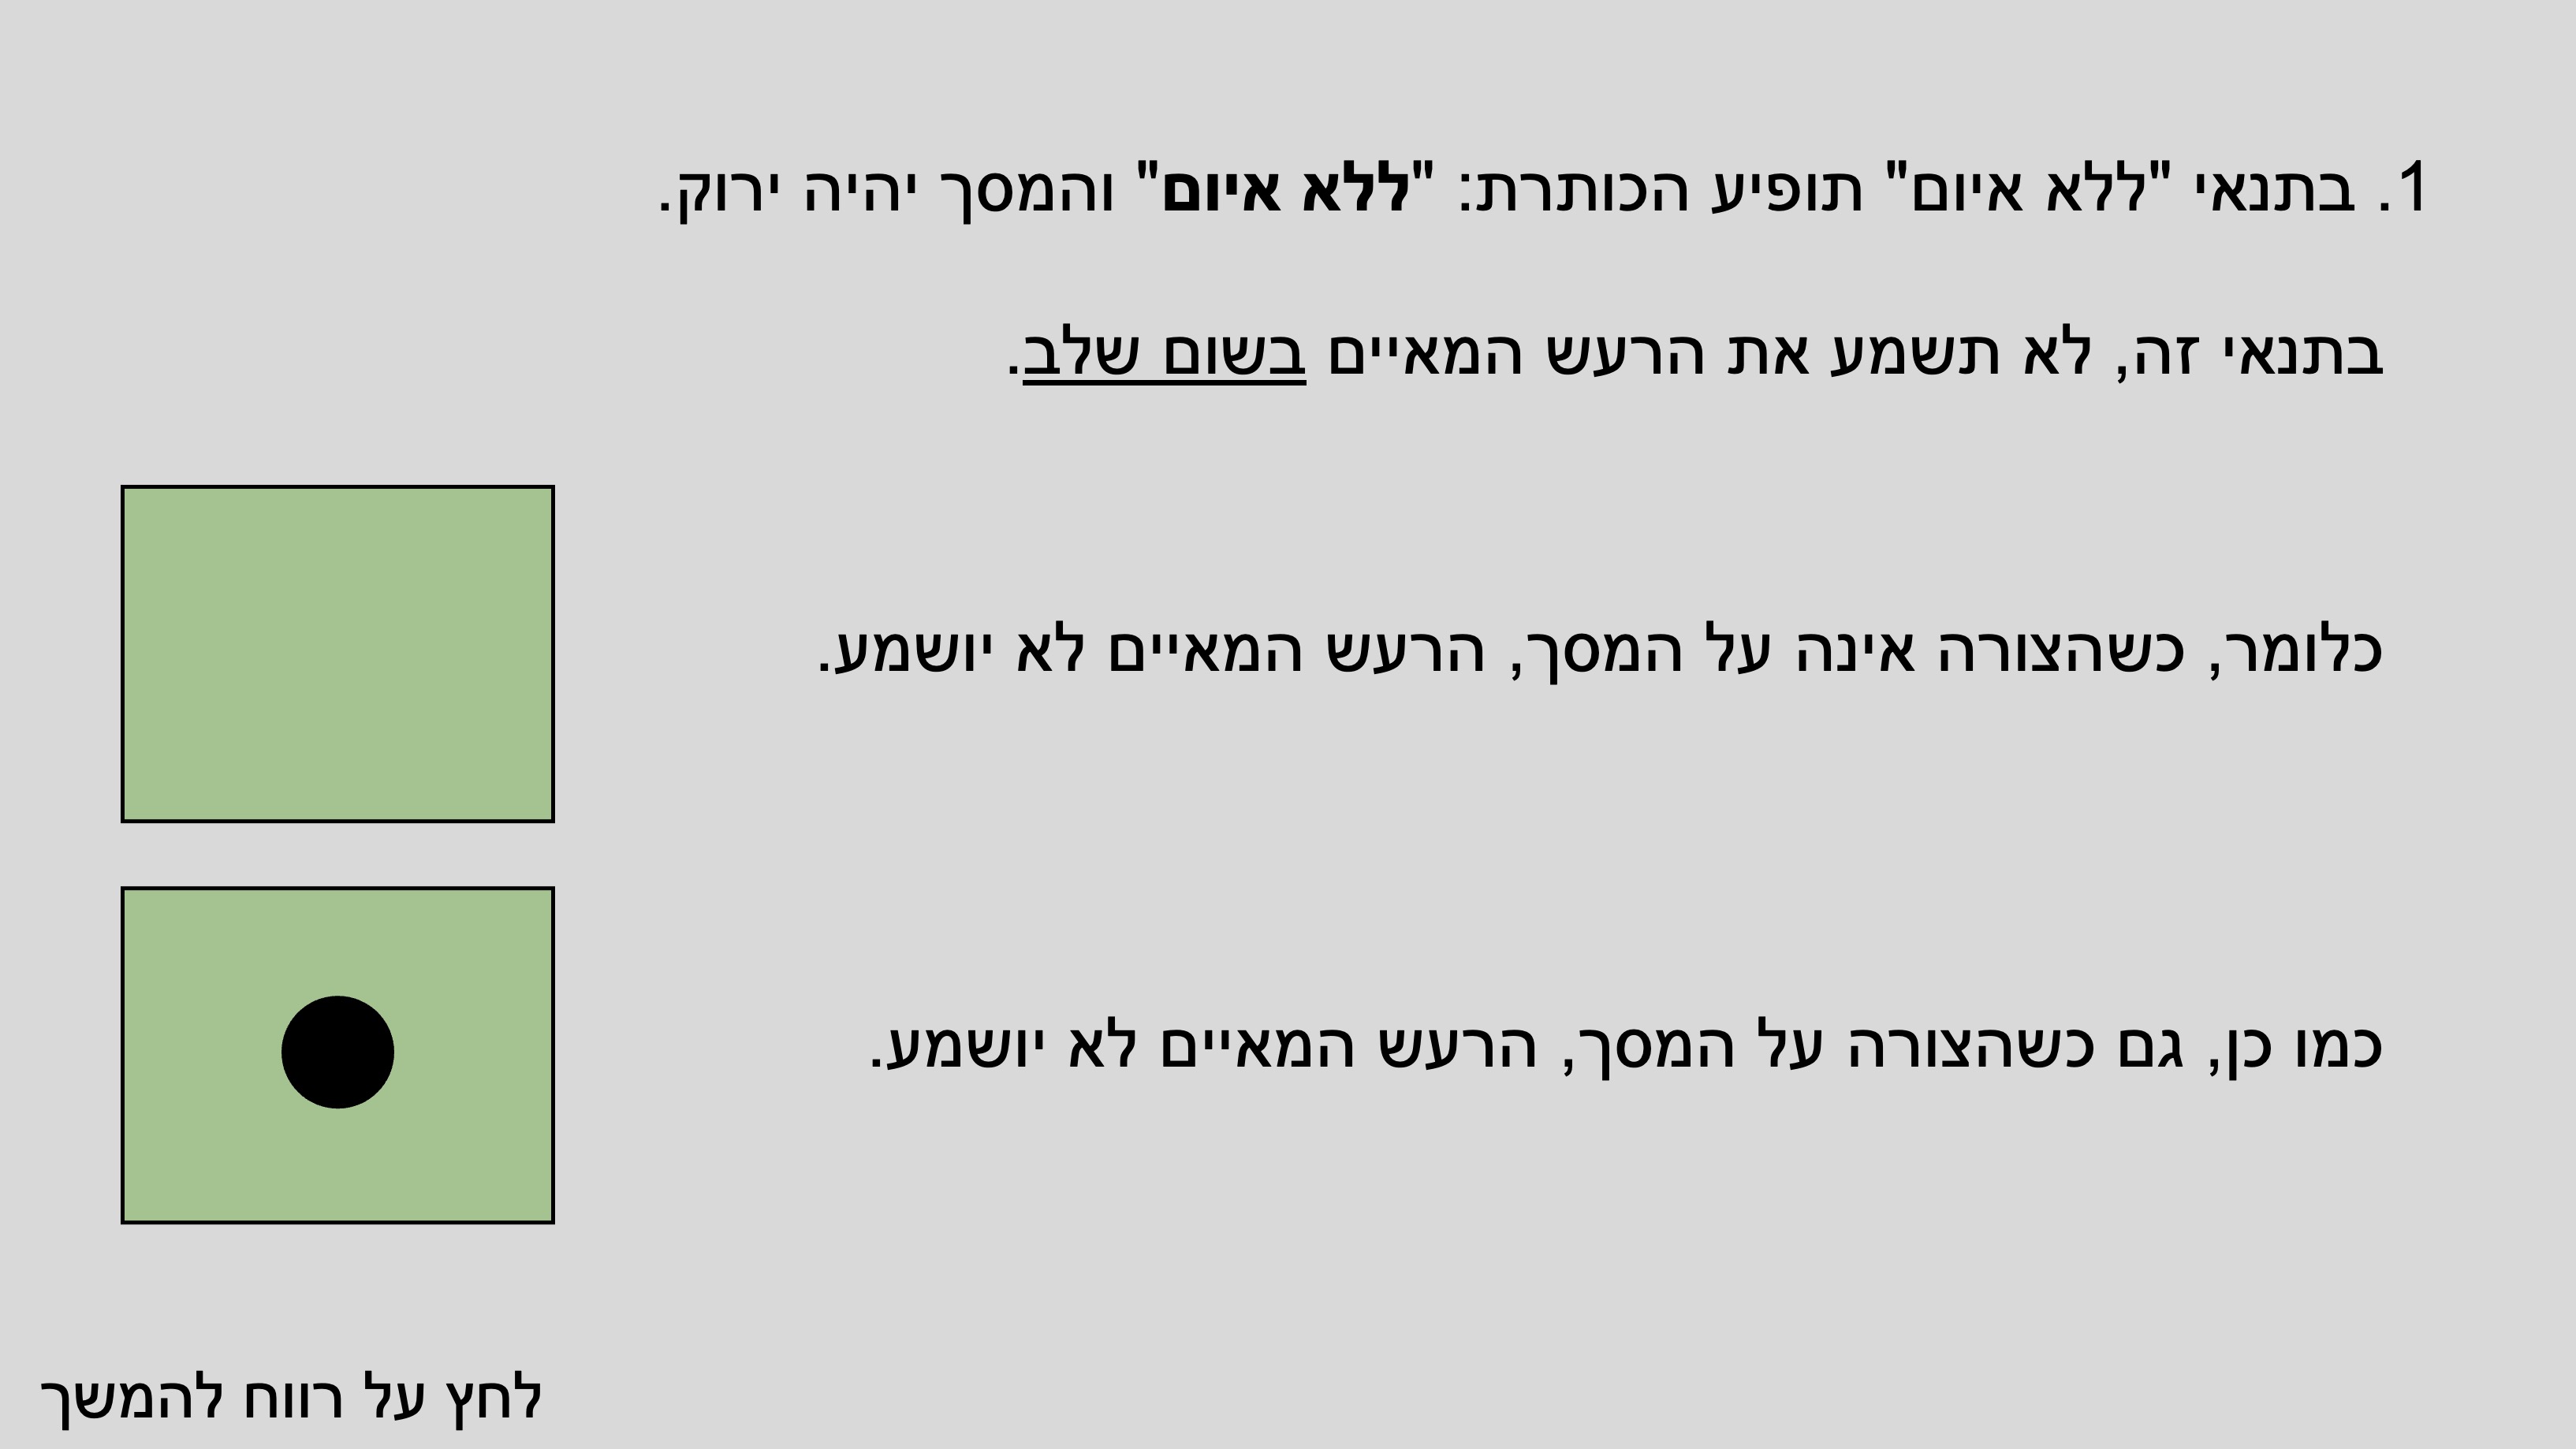 1. בתנאי "ללא איום" תופיע הכותרת: "ללא איום" והמסך יהיה ירוק.
בתנאי זה, לא תשמע את הרעש המאיים בשום שלב.
כלומר, כשהצורה אינה על המסך, הרעש המאיים לא יושמע.
כמו כן, גם כשהצורה על המסך, הרעש המאיים לא יושמע.
לחץ על רווח להמשך